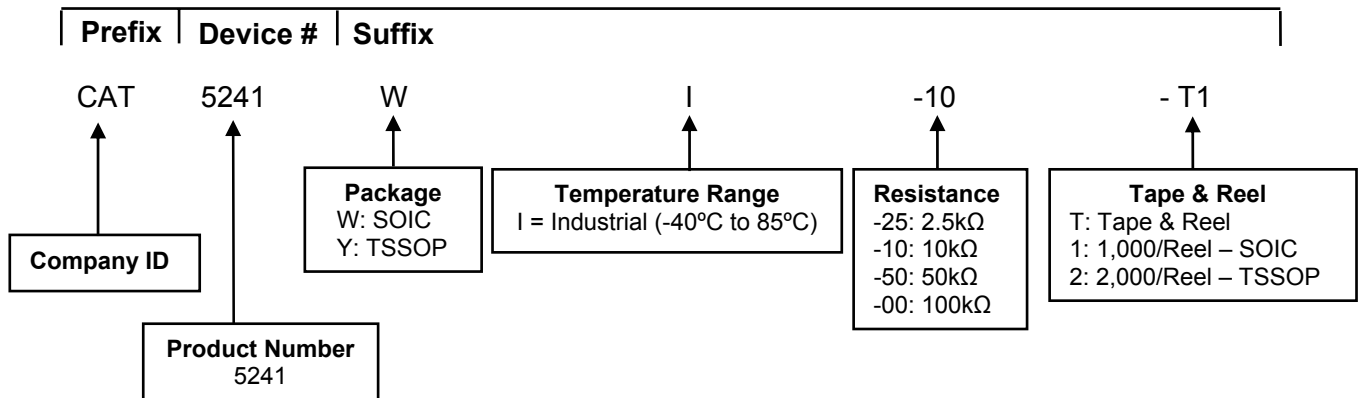 Prefix Device # Suffix
CAT 5241 W I -10 - T1
Company ID
Product Number
5241
Package
W: SOIC
Y: TSSOP
Temperature Range
I = Industrial (-40ºC to 85ºC)
Resistance
-25: 2.5kΩ
-10: 10kΩ
-50: 50kΩ
-00: 100kΩ
Tape & Reel
T: Tape & Reel
1: 1,000/Reel – SOIC
2: 2,000/Reel – TSSOP